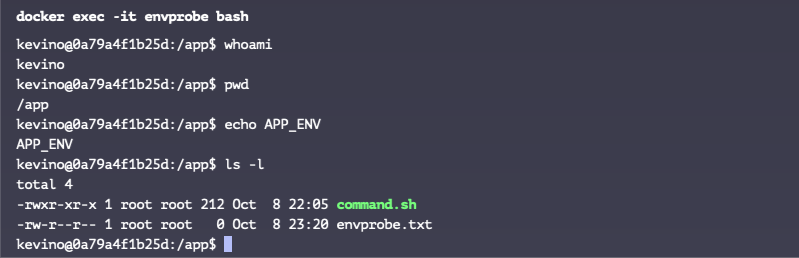 docker exec -it envprobe bash
kevino@0a79a4f1b25d:/app$ whoami
kevino
kevino@0a79a4f1b25d:/app$ pwd
/app
kevino@0a79a4f1b25d:/app$ echo APP_ENV
APP_ENV
kevino@0a79a4f1b25d:/app$ ls -l
total 4
-rwxr-xr-x 1 root root 212 Oct  8 22:05 command.sh
-rw-r--r-- 1 root root   0 Oct  8 23:20 envprobe.txt
kevino@0a79a4f1b25d:/app$